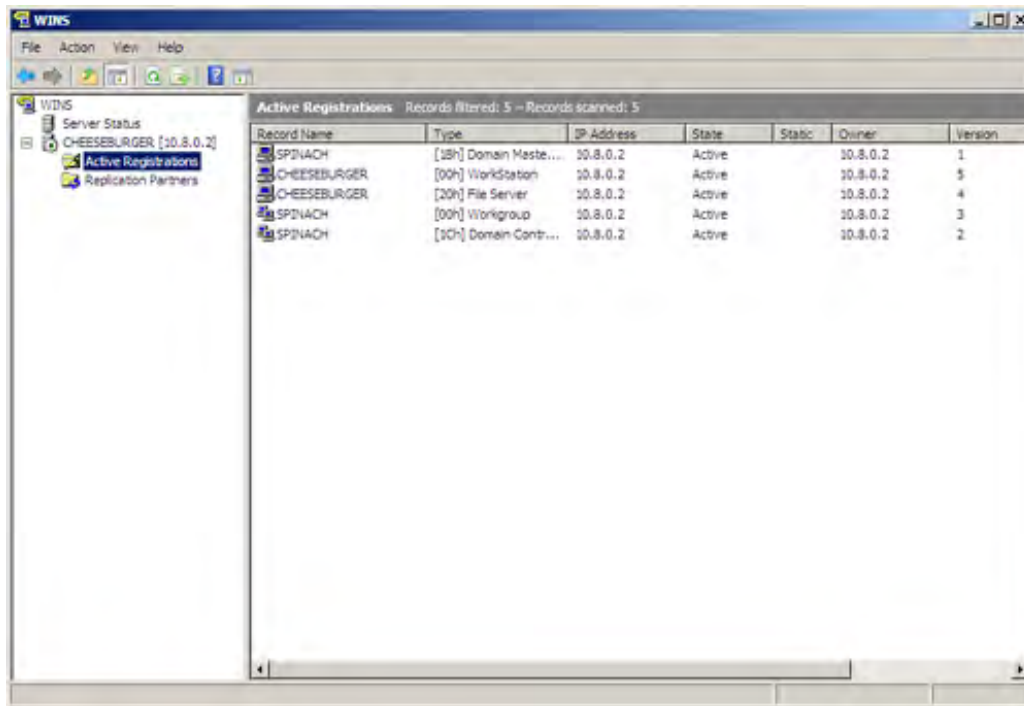 WINS
File Action View Help
WINS
Server Status
CHEESEBURGER [10.8.0.2]
Active Registrations
Replication Partners
Active Registrations Records filtered: 5 -- Records scanned: 5
Record Name Type IP Address State Static Owner Version
SPINACH [1Bh] Domain Maste... 10.8.0.2 Active 10.8.0.2 1
CHEESEBURGER [00h] WorkStation 10.8.0.2 Active 10.8.0.2 5
CHEESEBURGER [20h] File Server 10.8.0.2 Active 10.8.0.2 4
SPINACH [00h] Workgroup 10.8.0.2 Active 10.8.0.2 3
SPINACH [1Ch] Domain Contr... 10.8.0.2 Active 10.8.0.2 2